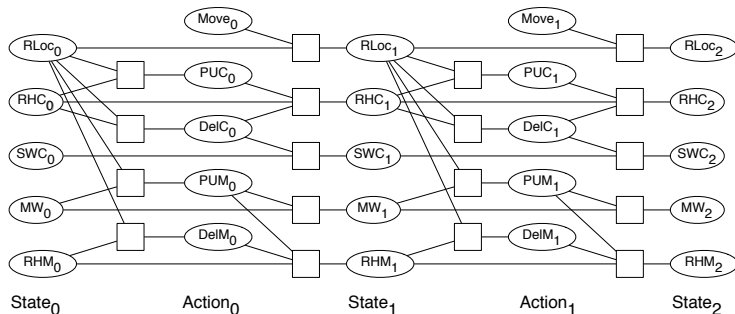 Move₀ Move₁
RLoc₀ RLoc₁ RLoc₂
PUC₀ PUC₁
RHC₀ RHC₁ RHC₂
DelC₀ DelC₁
SWC₀ SWC₁ SWC₂
PUM₀ PUM₁
MW₀ MW₁ MW₂
DelM₀ DelM₁
RHM₀ RHM₁ RHM₂
State₀ Action₀ State₁ Action₁ State₂